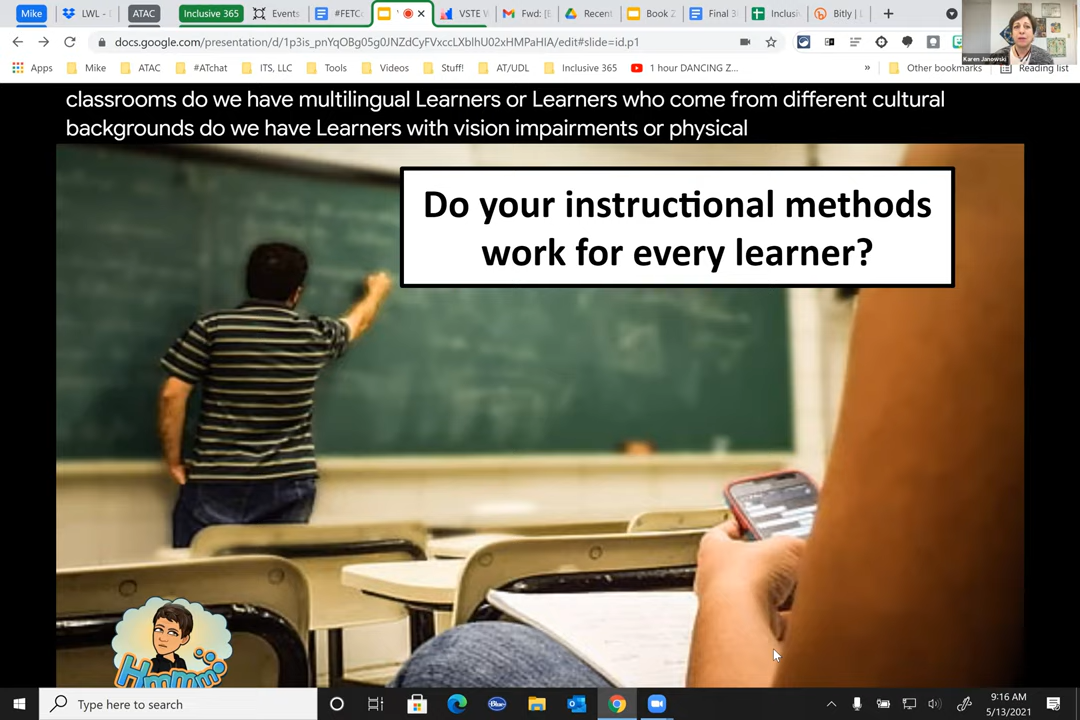 Mike
LWL - E
ATAC
Inclusive 365
Events
#FETC
VSTE V
Fwd: [E
Recent
Book 2
Final 3
Inclusi
Bitly | L
docs.google.com/presentation/d/
/edit#slide=id.p1
Karen Janowski
Apps
Mike
ATAC
#ATchat
ITS, LLC
Tools
Videos
Stuff!
AT/UDL
Inclusive 365
1 hour DANCING Z...
»
Other bookmarks
Reading list
classrooms do we have multilingual Learners or Learners who come from different cultural
backgrounds do we have Learners with vision impairments or physical
Do your instructional methods
work for every learner?
Hmmm
Type here to search
9:16 AM
5/13/2021